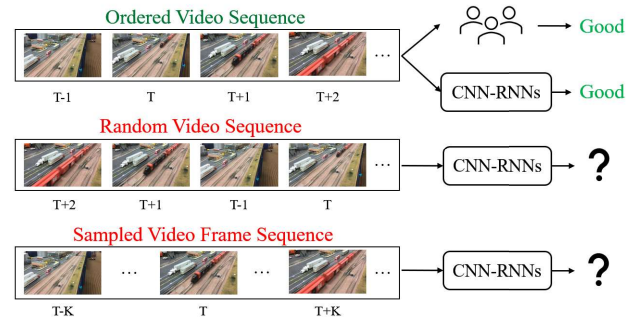 Ordered Video Sequence
T-1 T T+1 T+2 ...
Good
CNN-RNNs Good
Random Video Sequence
T+2 T+1 T-1 T ...
CNN-RNNs ?
Sampled Video Frame Sequence
... ... ...
T-K T T+K
CNN-RNNs ?